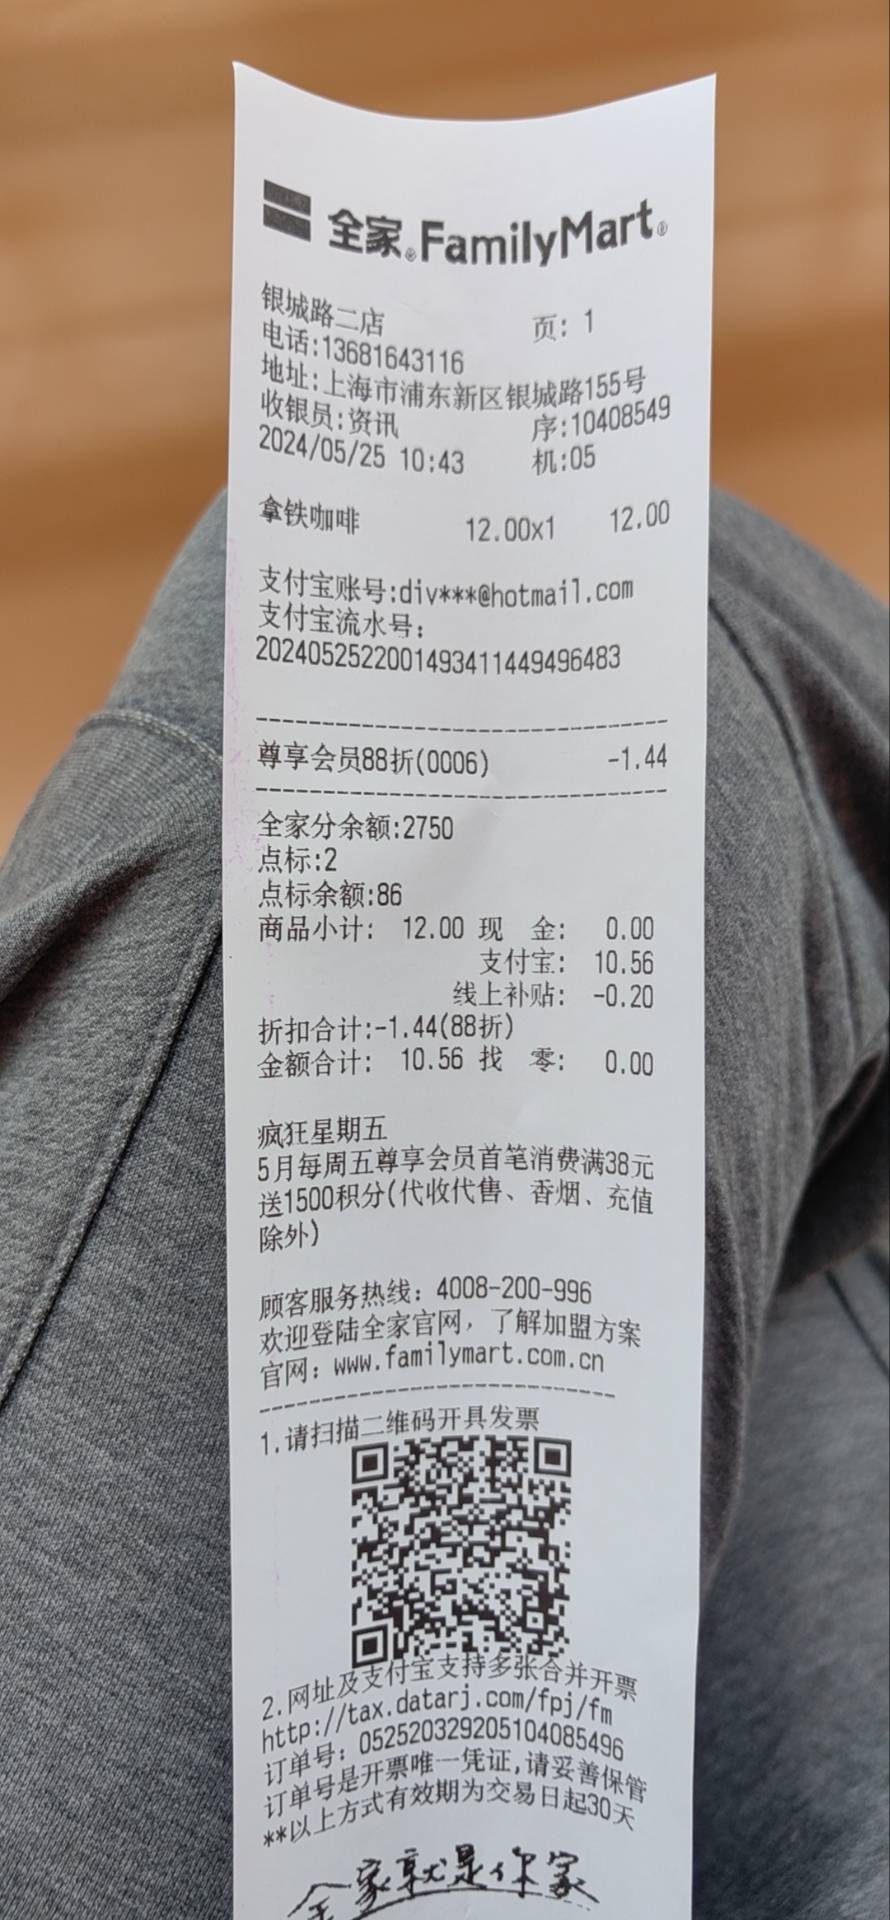 全家®FamilyMart®
银城路二店 页: 1
电话:13681643116
地址:上海市浦东新区银城路155号
收银员:资讯 序:10408549
2024/05/25 10:43 机:05
拿铁咖啡 12.00x1 12.00
支付宝账号:div***@hotmail.com
支付宝流水号:
2024052522001493411449496483
尊享会员88折(0006) -1.44
全家分余额:2750
点标:2
点标余额:86
商品小计: 12.00 现 金: 0.00
支付宝: 10.56
线上补贴: -0.20
折扣合计:-1.44(88折)
金额合计: 10.56 找 零: 0.00
疯狂星期五
5月每周五尊享会员首笔消费满38元
送1500积分(代收代售、香烟、充值
除外)
顾客服务热线: 4008-200-996
欢迎登陆全家官网, 了解加盟方案
官网: www.familymart.com.cn
1.请扫描二维码开具发票
2.网址及支付宝支持多张合并开票
http://tax.datarj.com/fpj/fm
订单号: 052520329205104085496
订单号是开票唯一凭证,请妥善保管
**以上方式有效期为交易日起30天
全家就是你家